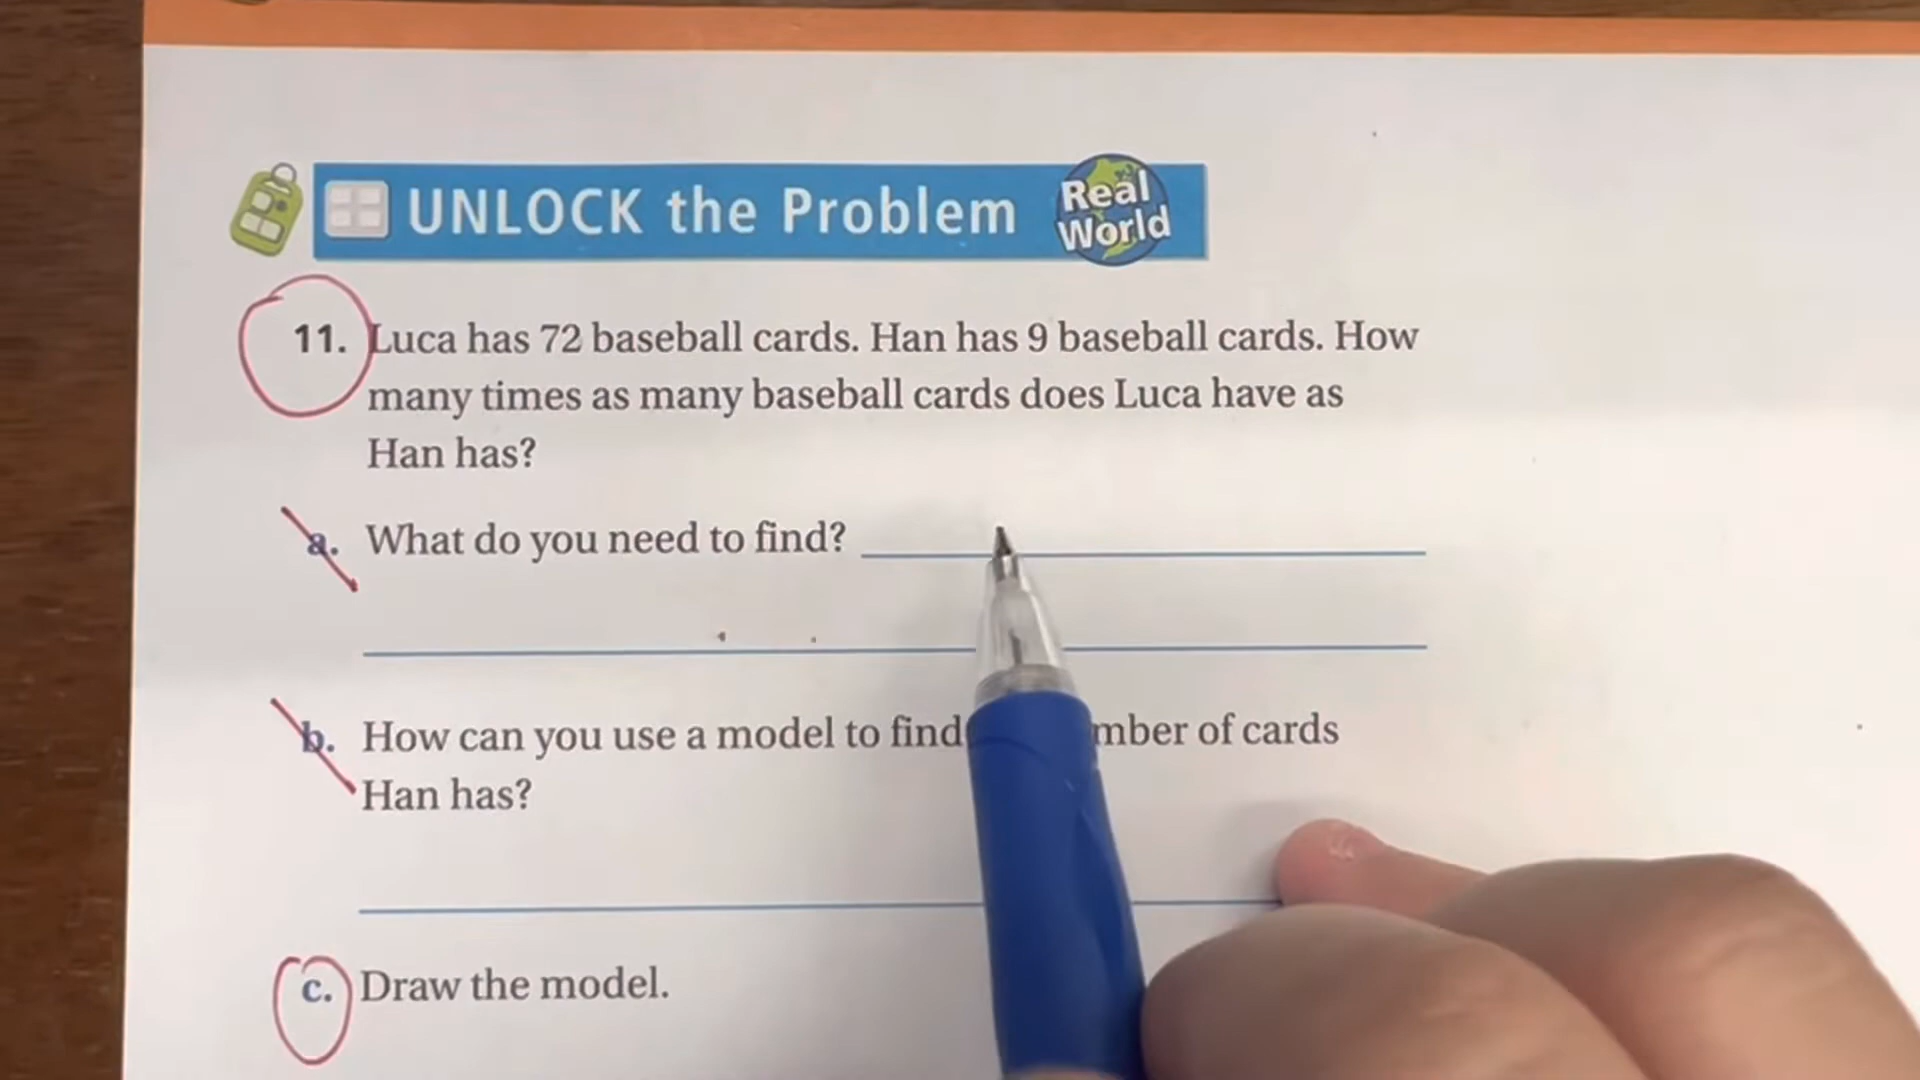 UNLOCK the Problem Real World
11. Luca has 72 baseball cards. Han has 9 baseball cards. How
many times as many baseball cards does Luca have as
Han has?
a. What do you need to find?
b. How can you use a model to find mber of cards
Han has?
c. Draw the model.